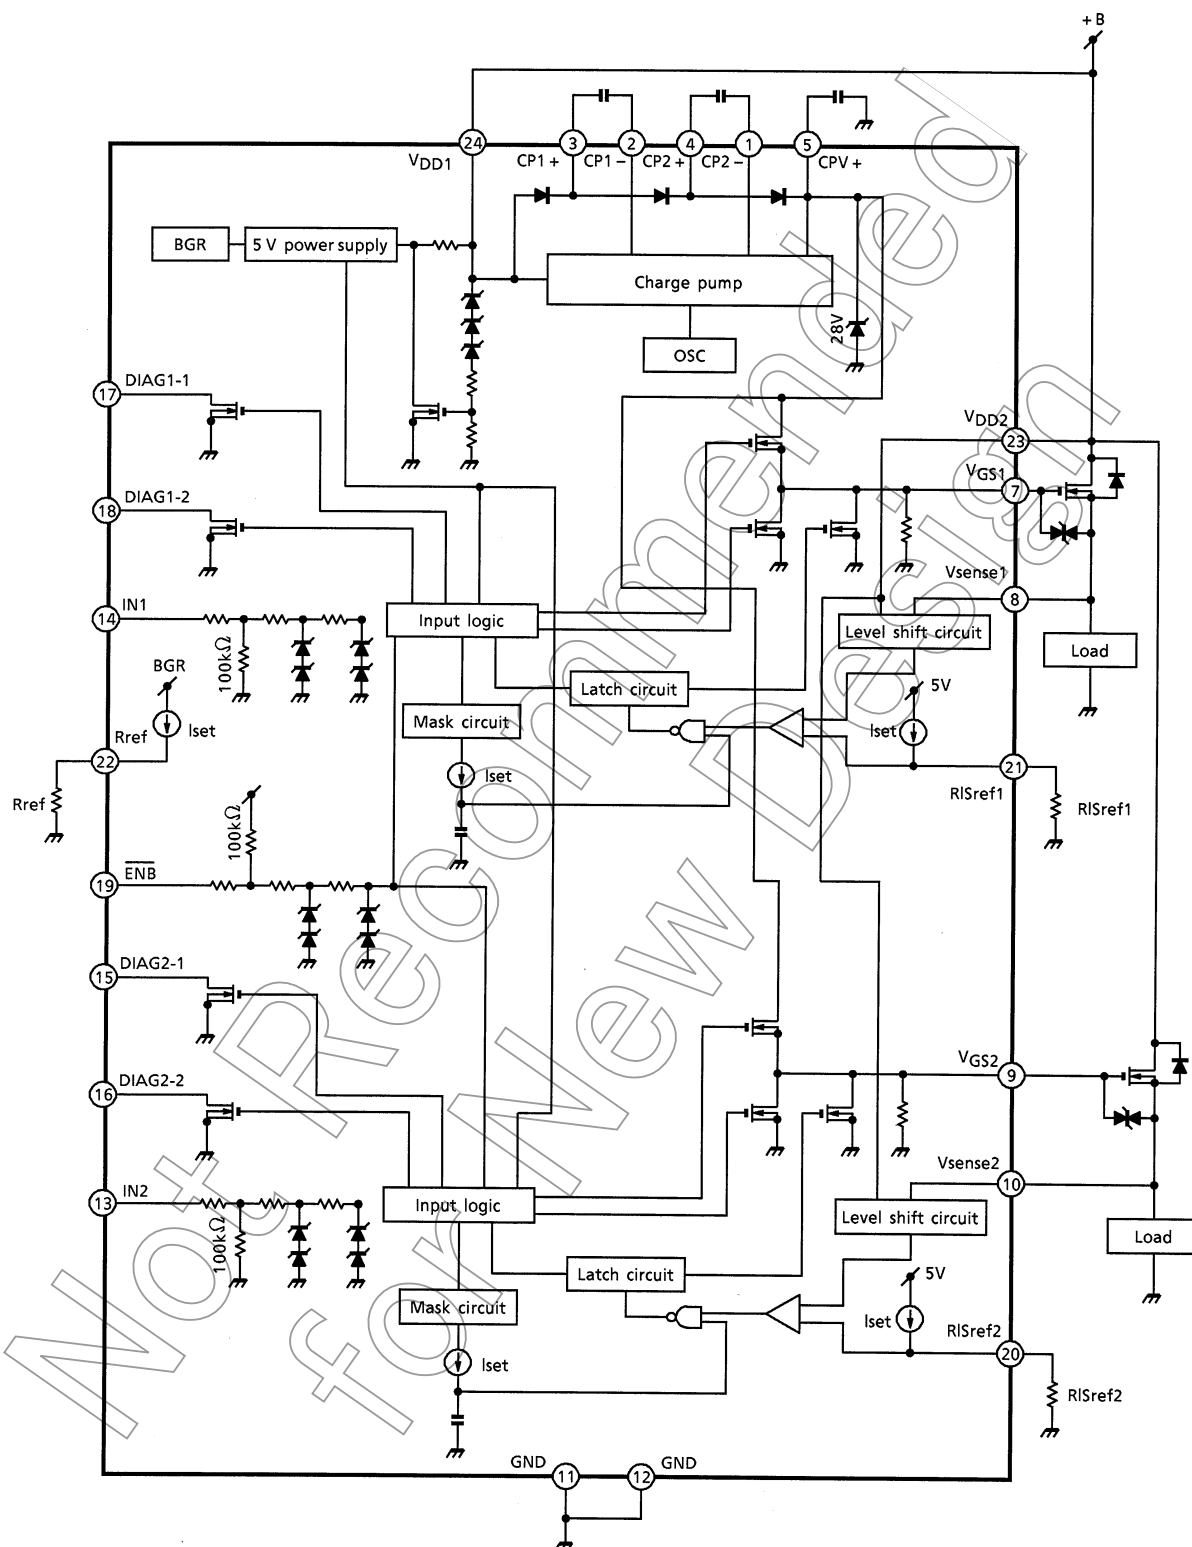 + B
24
3
2
4
1
5
VDD1
CP1 +
CP1 −
CP2 +
CP2 −
CPV +
BGR
5 V power supply
Charge pump
28V
OSC
17
DIAG1-1
VDD2
23
VGS1
7
18
DIAG1-2
Vsense1
8
14
IN1
Input logic
Level shift circuit
Load
100kΩ
BGR
Latch circuit
5V
Mask circuit
Iset
Rref
Iset
22
Iset
21
RISref1
RISref1
Rref
100kΩ
19
ENB
15
DIAG2-1
16
DIAG2-2
VGS2
9
Vsense2
10
13
IN2
Input logic
Level shift circuit
Load
100kΩ
Latch circuit
5V
Mask circuit
Iset
RISref2
20
Iset
RISref2
GND
11
12
GND
Not Recommended
for New Design